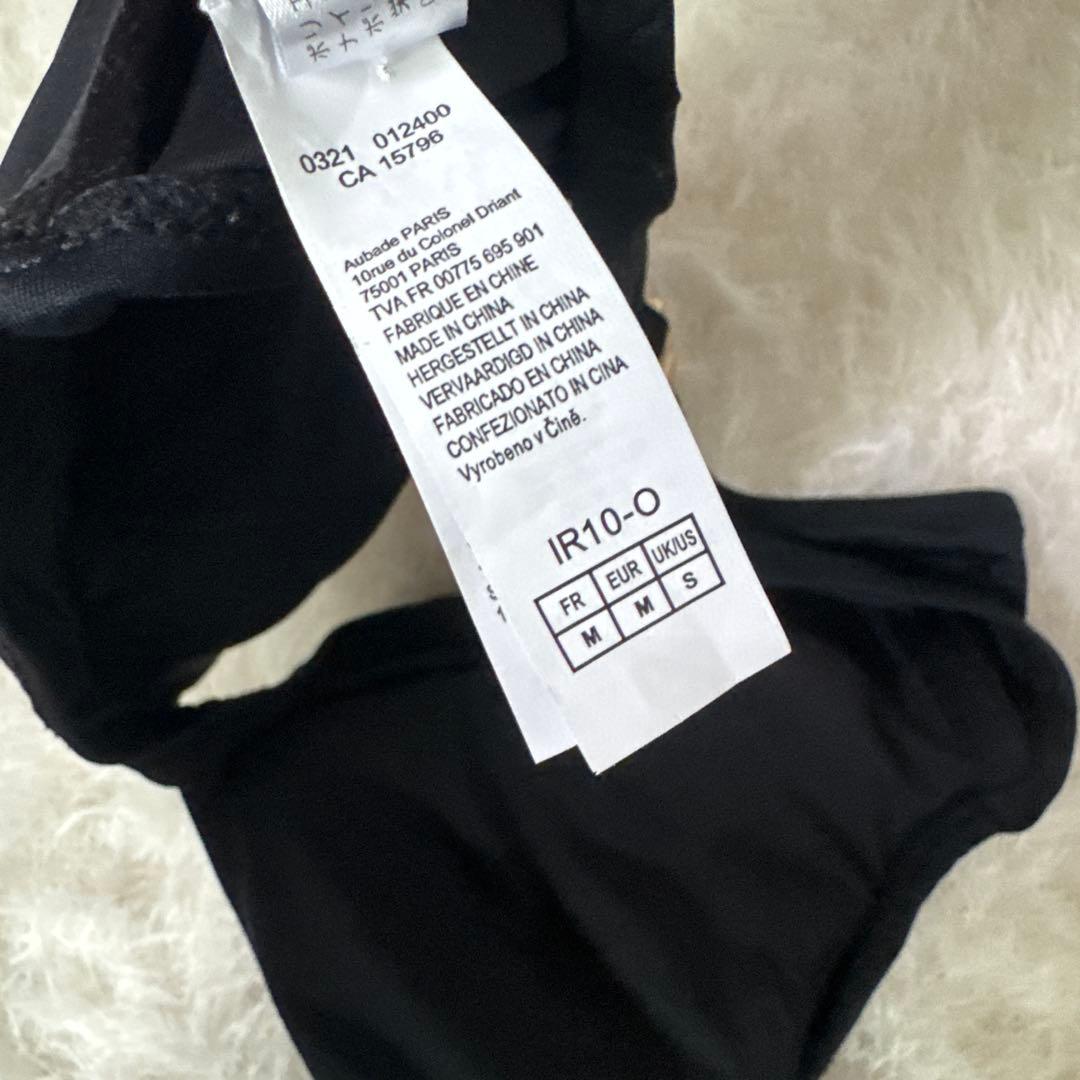 0321 012400
CA 15796
Aubade PARIS
10rue du Colonel Driant
75001 PARIS
TVA FR 00775 695 901
FABRIQUE EN CHINE
MADE IN CHINA
HERGESTELLT IN CHINA
VERVAARDIGD IN CHINA
FABRICADO EN CHINA
CONFEZIONATO IN CINA
Vyrobeno v Čině.
IR10-O
FR EUR UK/US
M M S